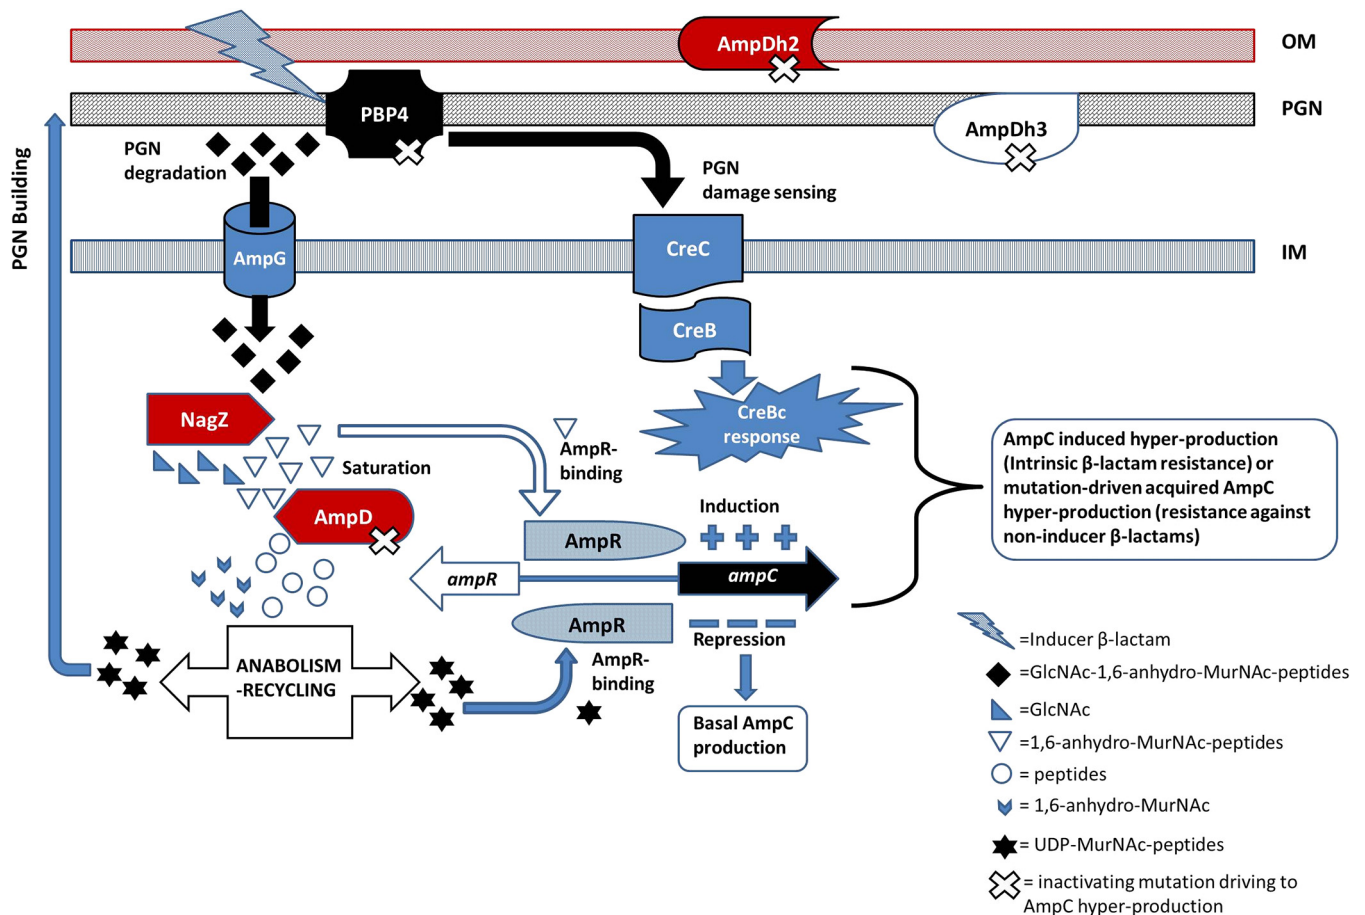 OM
AmpDh2
PGN
PBP4
AmpDh3
PGN
degradation
PGN
damage sensing
PGN Building
AmpG
CreC
IM
CreB
CreBc
response
NagZ
Saturation
AmpR-
binding
AmpD
Induction
AmpR
ampR
ampC
AmpR
Repression
AmpR-
binding
ANABOLISM
-RECYCLING
Basal AmpC
production
AmpC induced hyper-production
(Intrinsic β-lactam resistance) or
mutation-driven acquired AmpC
hyper-production (resistance against
non-inducer β-lactams)
=Inducer β-lactam
=GlcNAc-1,6-anhydro-MurNAc-peptides
=GlcNAc
=1,6-anhydro-MurNAc-peptides
= peptides
= 1,6-anhydro-MurNAc
= UDP-MurNAc-peptides
= inactivating mutation driving to
AmpC hyper-production